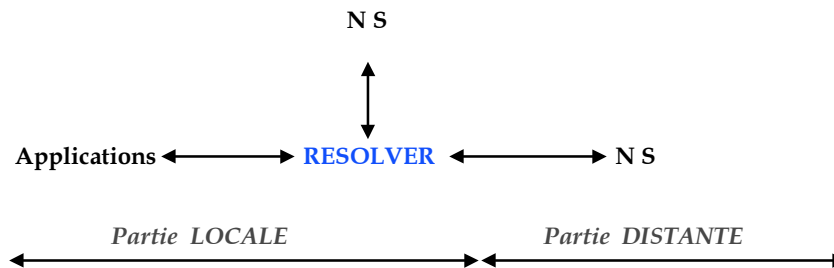 N S
Applications RESOLVER N S
Partie LOCALE Partie DISTANTE